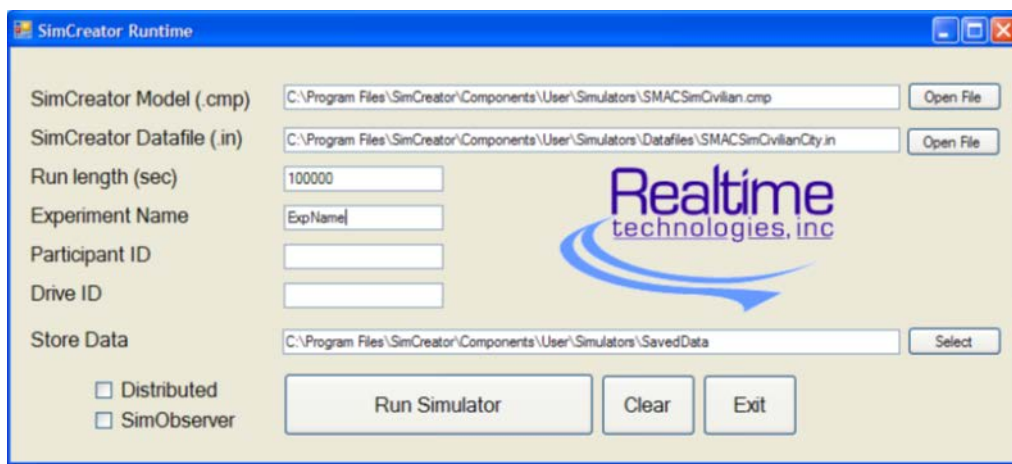 SimCreator Runtime
SimCreator Model (.cmp) C:\Program Files\SimCreator\Components\User\Simulators\SMACSimCivilian.cmp Open File
SimCreator Datafile (.in) C:\Program Files\SimCreator\Components\User\Simulators\Datafiles\SMACSimCivilianCity.in Open File
Run length (sec) 100000
Realtime
Experiment Name ExpName
technologies, inc
Participant ID
Drive ID
Store Data C:\Program Files\SimCreator\Components\User\Simulators\SavedData Select
Distributed
SimObserver
Run Simulator Clear Exit